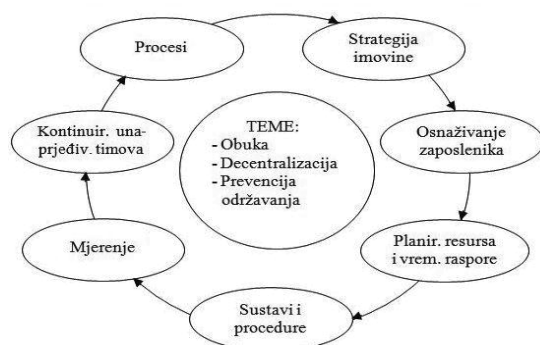 Procesi
Strategija
imovine
Osnaživanje
zaposlenika
Planir. resursa
i vrem. raspore
Sustavi i
procedure
Mjerenje
Kontinuir. una-
prjeđiv. timova
TEME:
- Obuka
- Decentralizacija
- Prevencija
održavanja